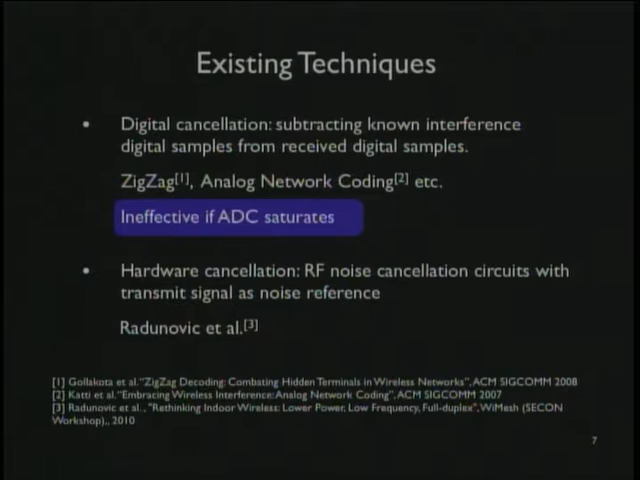 Existing Techniques
• Digital cancellation: subtracting known interference
digital samples from received digital samples.
ZigZag[1], Analog Network Coding[2] etc.
Ineffective if ADC saturates
• Hardware cancellation: RF noise cancellation circuits with
transmit signal as noise reference
Radunovic et al.[3]
[1] Gollakota et al. "ZigZag Decoding: Combating Hidden Terminals in Wireless Networks", ACM SIGCOMM 2008
[2] Katti et al. "Embracing Wireless Interference: Analog Network Coding", ACM SIGCOMM 2007
[3] Radunovic et al. , "Rethinking Indoor Wireless: Lower Power, Low Frequency, Full-duplex", WiMesh (SECON
Workshop)., 2010
7